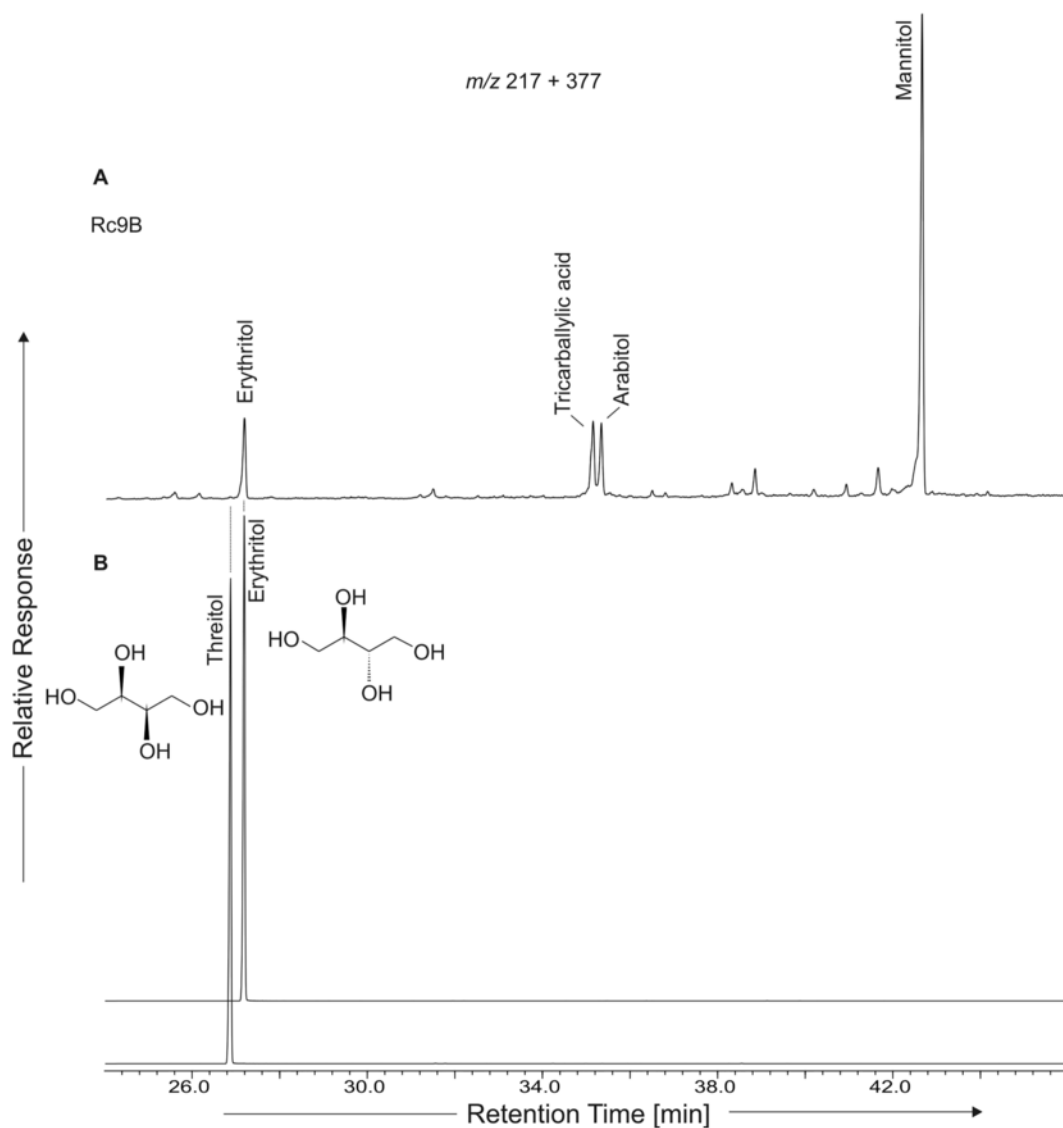 m/z 217 + 377
Mannitol
A
Rc9B
Erythritol
Tricarballylic acid
Arabitol
B
Threitol
Erythritol
OH
HO
OH
OH
OH
HO
OH
OH
Relative Response
26.0 30.0 34.0 38.0 42.0
Retention Time [min]